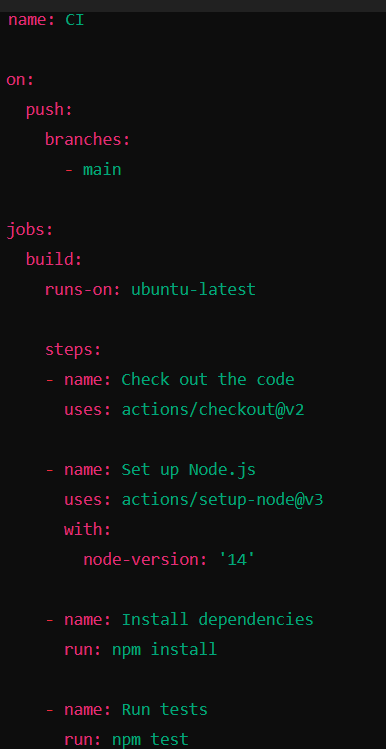 name: CI
on:
  push:
    branches:
      - main
jobs:
  build:
    runs-on: ubuntu-latest
    steps:
    - name: Check out the code
      uses: actions/checkout@v2
    - name: Set up Node.js
      uses: actions/setup-node@v3
      with:
        node-version: '14'
    - name: Install dependencies
      run: npm install
    - name: Run tests
      run: npm test